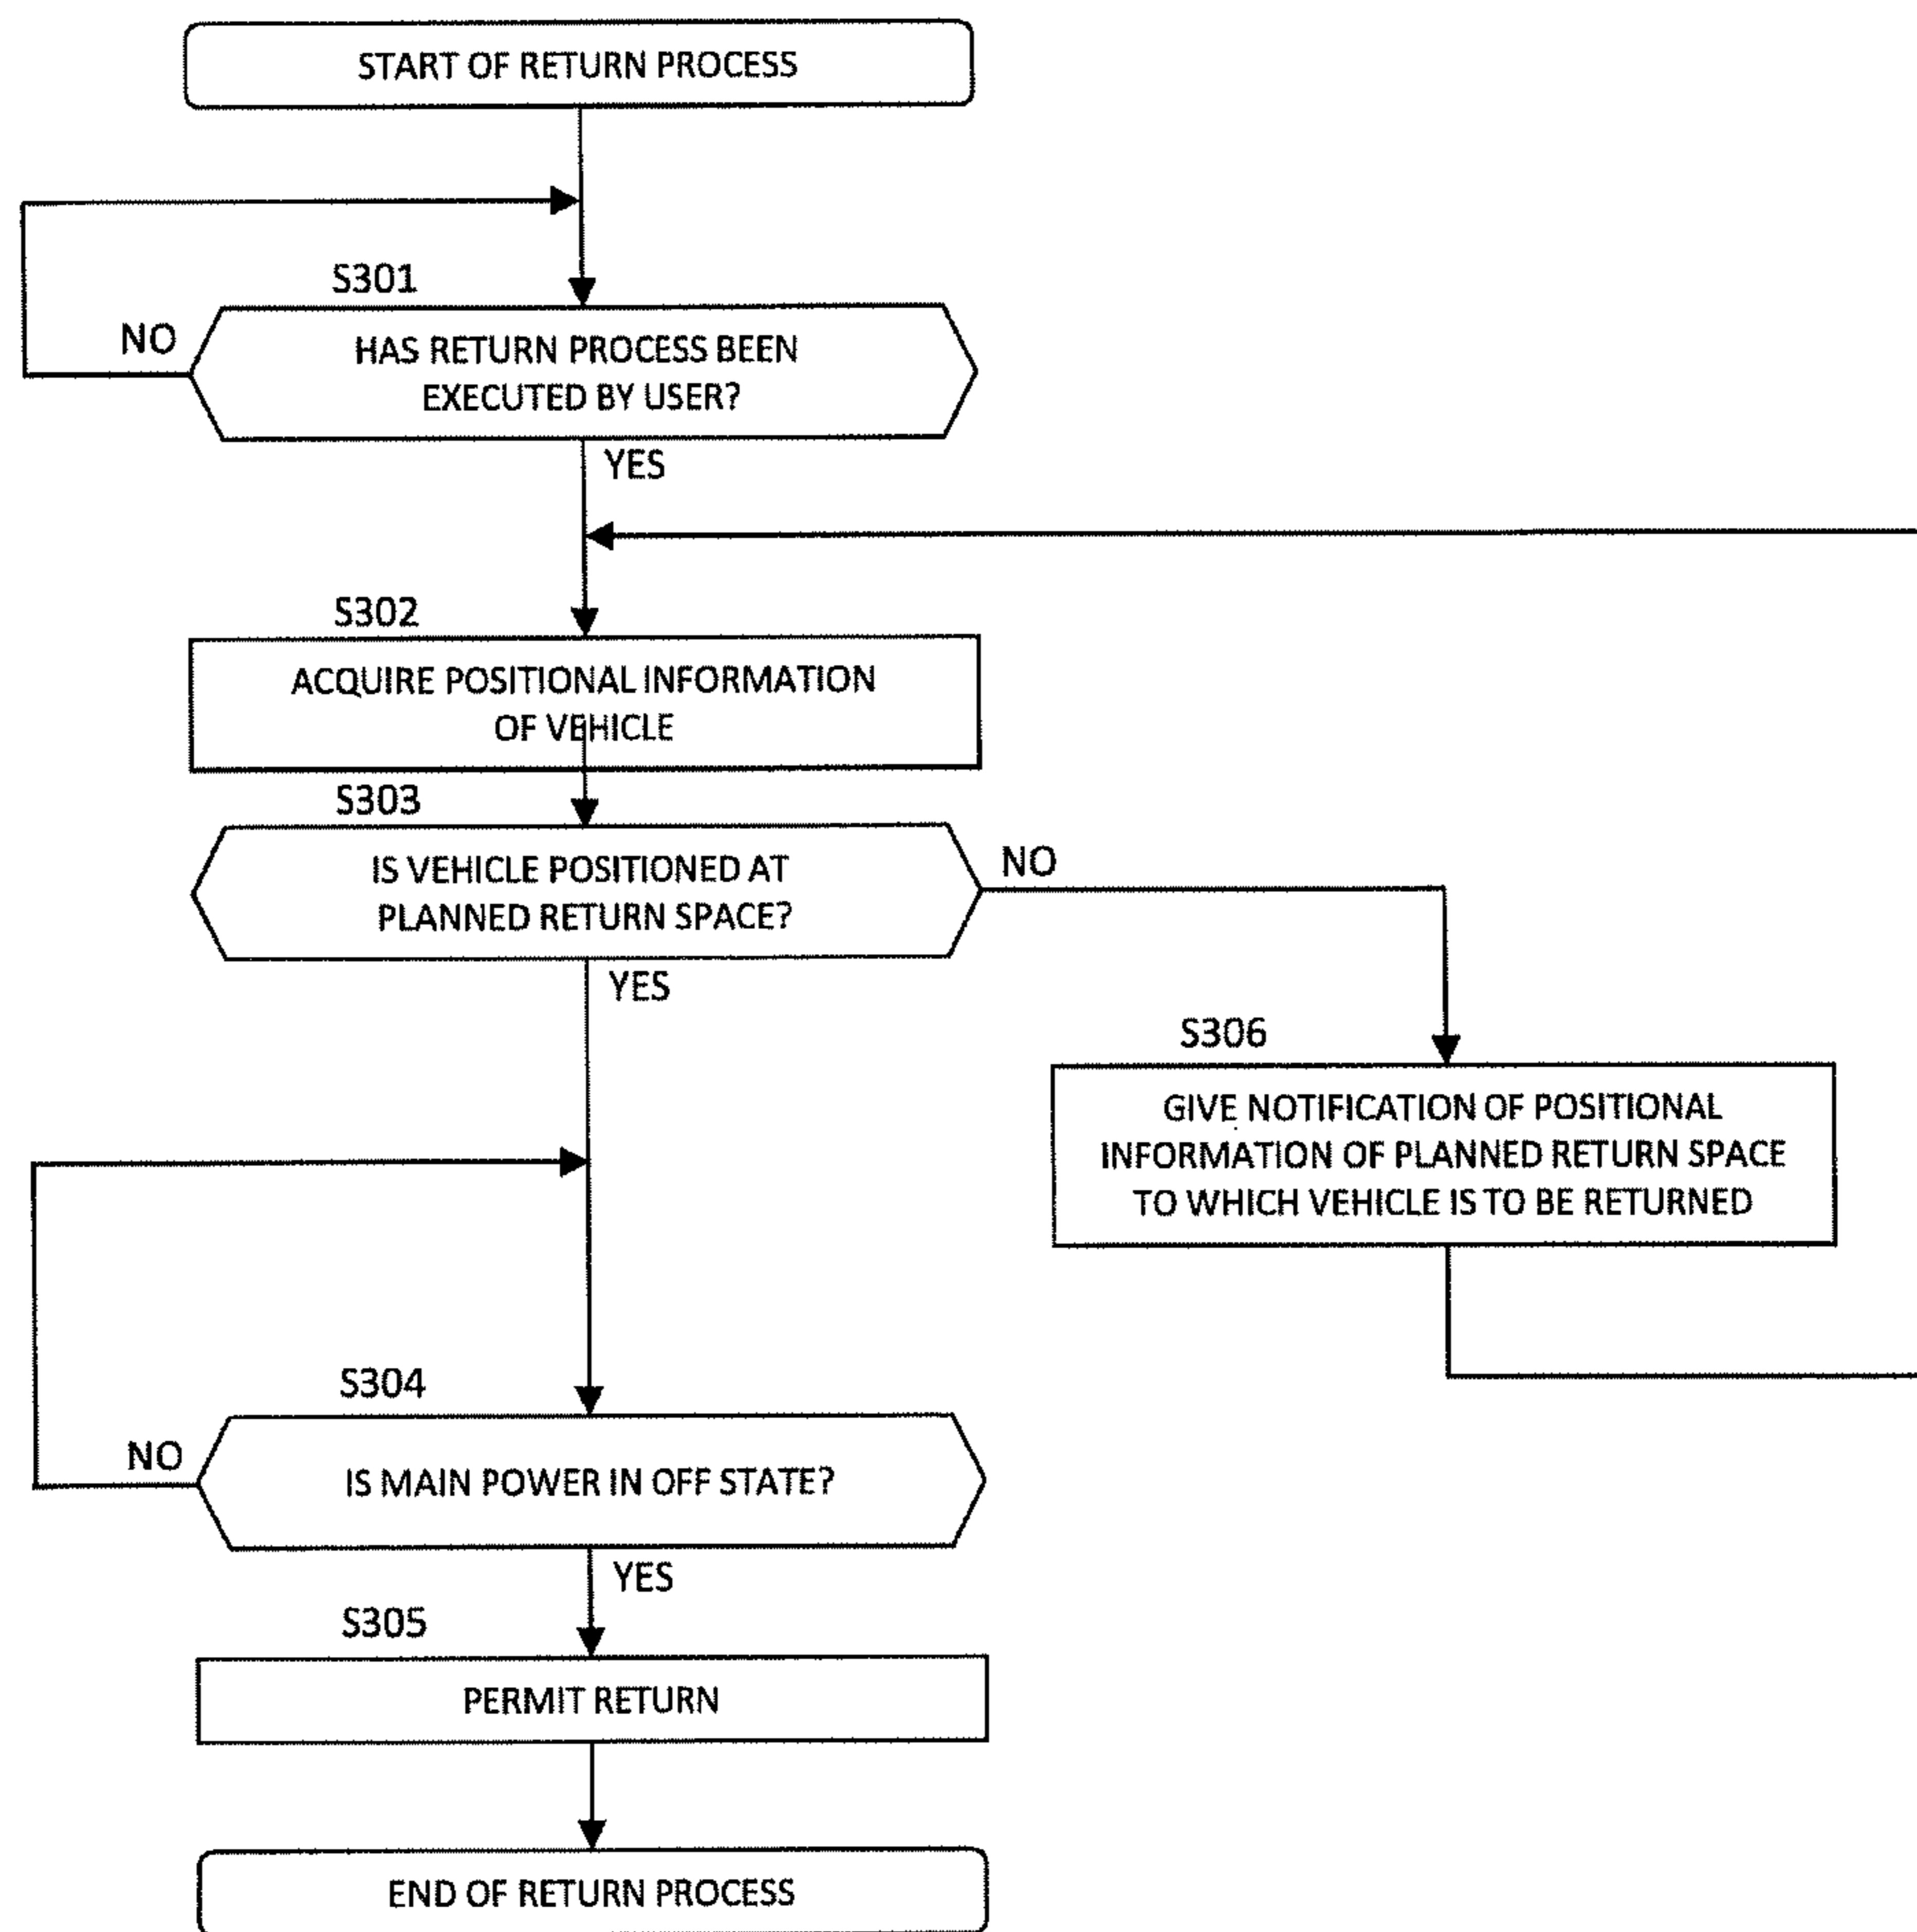 START OF RETURN PROCESS
S301
NO
HAS RETURN PROCESS BEEN
EXECUTED BY USER?
YES
S302
ACQUIRE POSITIONAL INFORMATION
OF VEHICLE
S303
IS VEHICLE POSITIONED AT
PLANNED RETURN SPACE?
NO
YES
S306
GIVE NOTIFICATION OF POSITIONAL
INFORMATION OF PLANNED RETURN SPACE
TO WHICH VEHICLE IS TO BE RETURNED
S304
NO
IS MAIN POWER IN OFF STATE?
YES
S305
PERMIT RETURN
END OF RETURN PROCESS